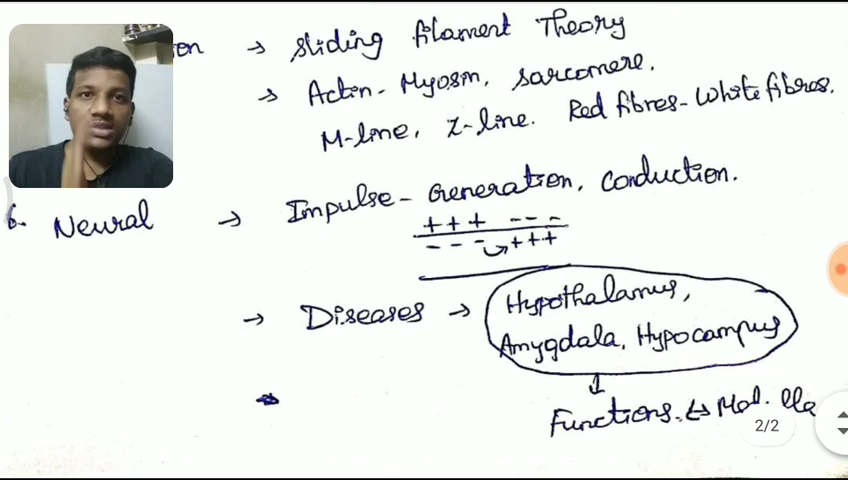 on → Sliding filament Theory
→ Actin-Myosin, Sarcomere.
M-line, Z-line. Red fibres-White fibres.
6. Neural → Impulse-Generation, Conduction.
+ + + - - -
- - - + + +
→ Diseases → Hypothalamus,
Amygdala, Hypocampus
Functions. ↔
2/2